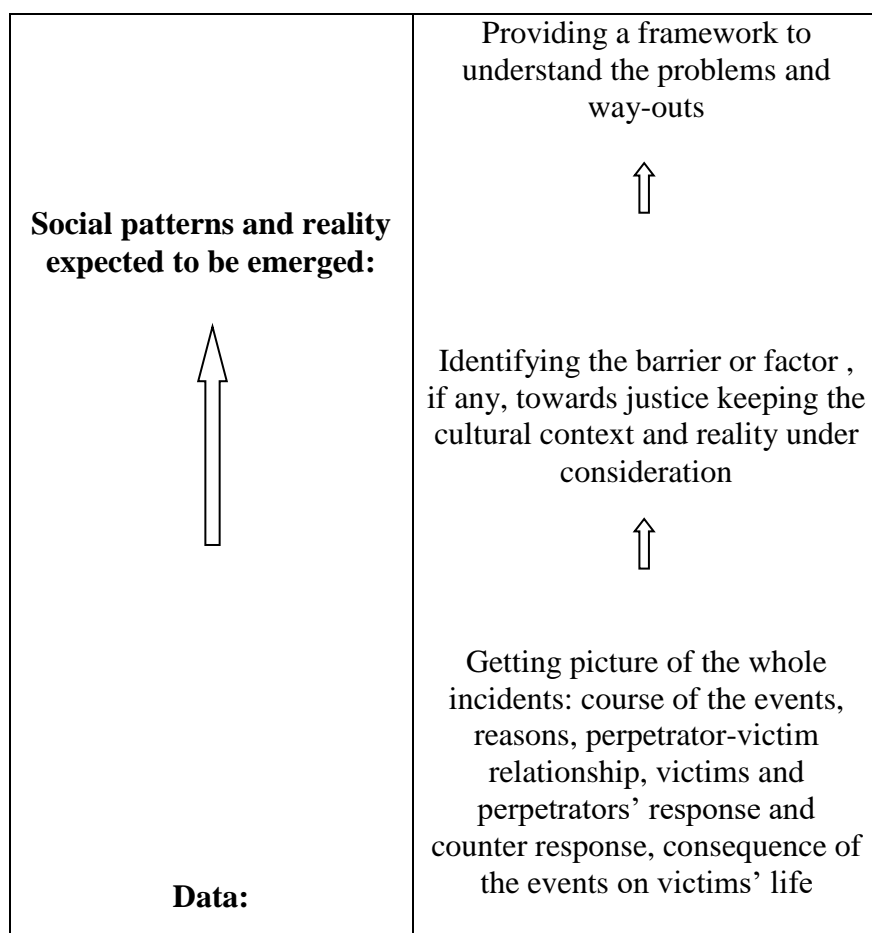 Providing a framework to
understand the problems and
way-outs
Social patterns and reality
expected to be emerged:
Identifying the barrier or factor ,
if any, towards justice keeping the
cultural context and reality under
consideration
Getting picture of the whole
incidents: course of the events,
reasons, perpetrator-victim
relationship, victims and
perpetrators’ response and
counter response, consequence of
the events on victims’ life
Data: